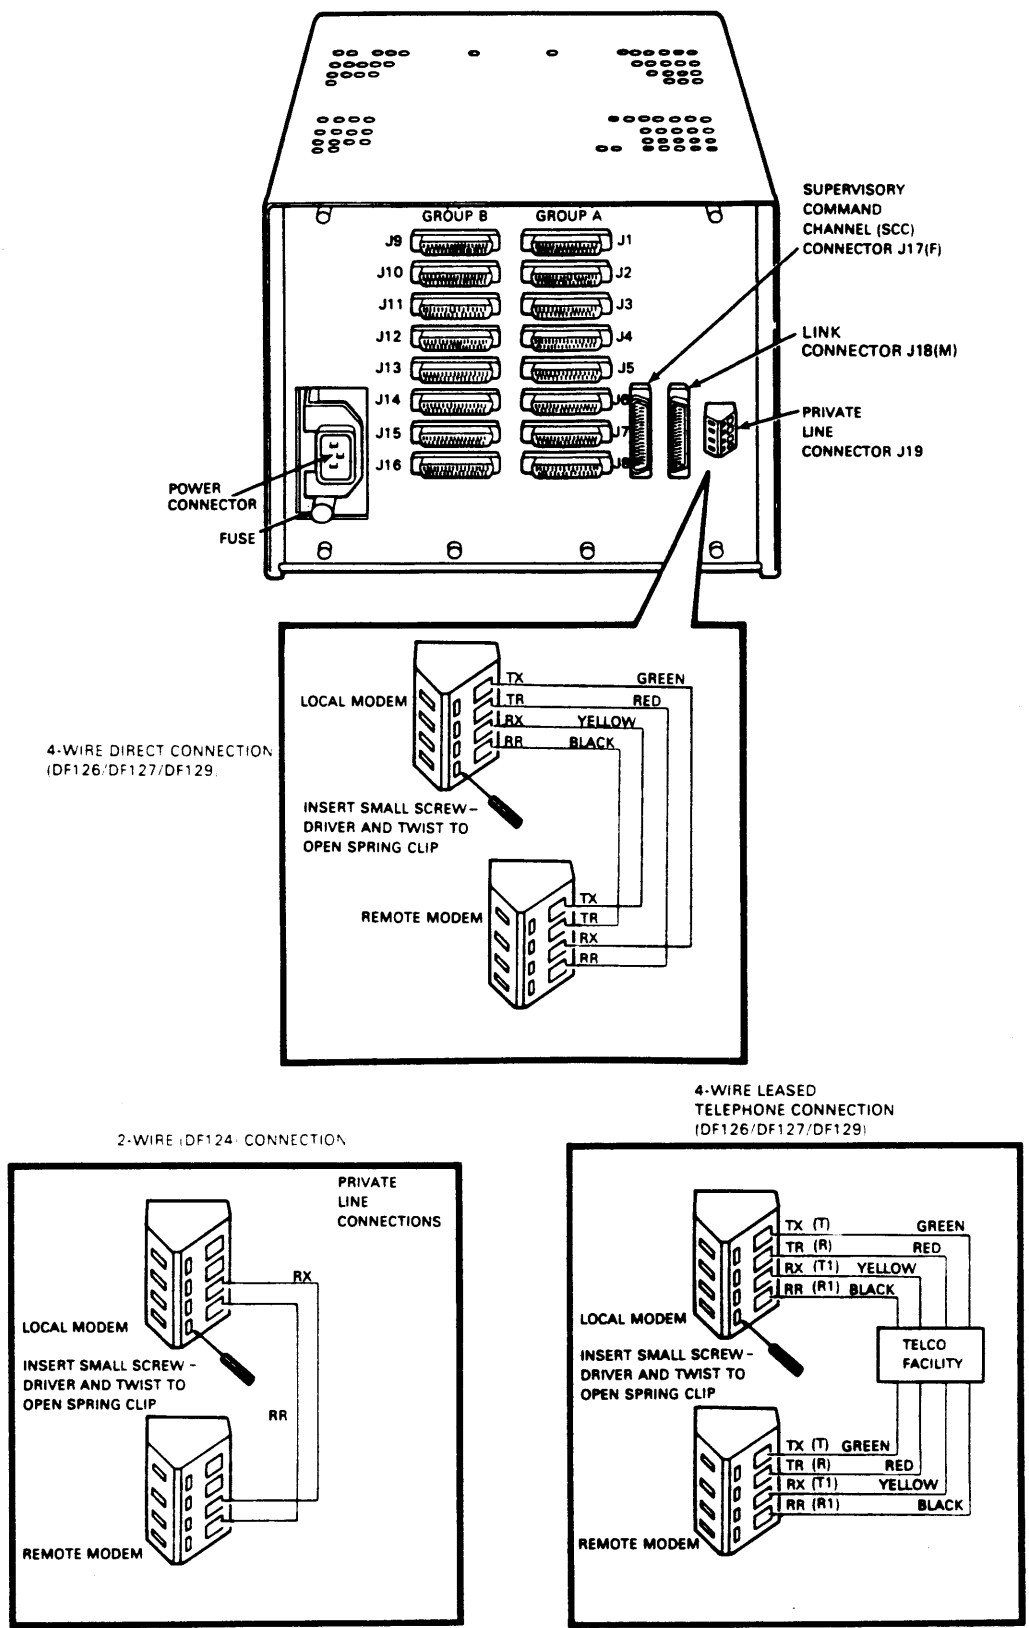 SUPERVISORY
COMMAND
CHANNEL (SCC)
CONNECTOR J17(F)
GROUP B GROUP A
J9 J1
J10 J2
J11 J3
J12 J4
J13 J5
J14 J6
J15 J7
J16 J8
LINK
CONNECTOR J18(M)
PRIVATE
LINE
CONNECTOR J19
POWER
CONNECTOR
FUSE
4-WIRE DIRECT CONNECTION
(DF126/DF127/DF129)
LOCAL MODEM
TX GREEN
TR RED
RX YELLOW
RR BLACK
INSERT SMALL SCREW-
DRIVER AND TWIST TO
OPEN SPRING CLIP
REMOTE MODEM
TX
TR
RX
RR
2-WIRE (DF124) CONNECTION
PRIVATE
LINE
CONNECTIONS
RX
LOCAL MODEM
INSERT SMALL SCREW-
DRIVER AND TWIST TO
OPEN SPRING CLIP
RR
REMOTE MODEM
4-WIRE LEASED
TELEPHONE CONNECTION
(DF126/DF127/DF129)
TX (T) GREEN
TR (R) RED
RX (T1) YELLOW
RR (R1) BLACK
LOCAL MODEM
TELCO
FACILITY
INSERT SMALL SCREW-
DRIVER AND TWIST TO
OPEN SPRING CLIP
TX (T) GREEN
TR (R) RED
RX (T1) YELLOW
RR (R1) BLACK
REMOTE MODEM